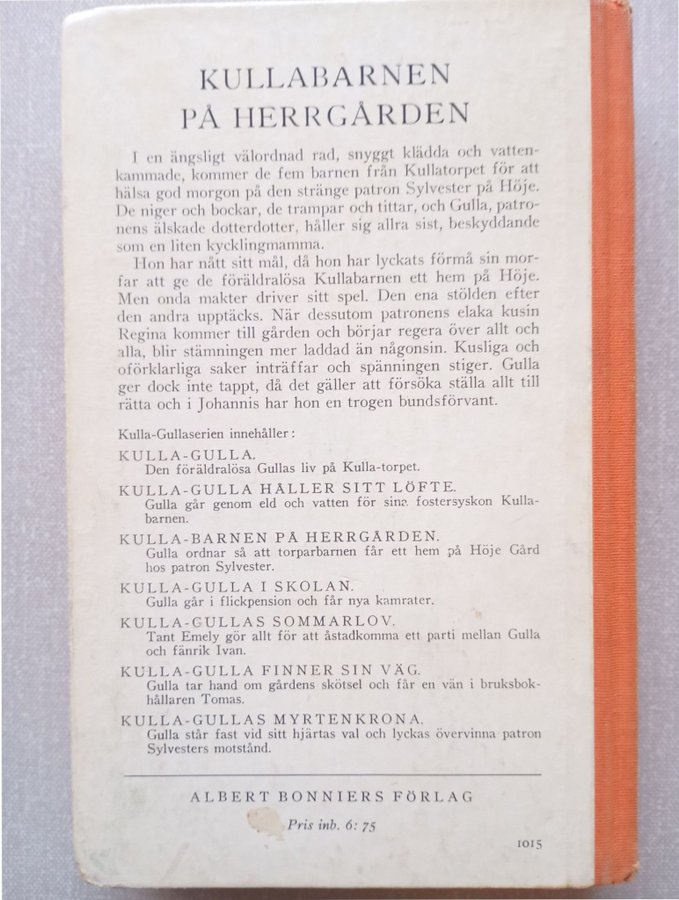 KULLABARNEN
PÅ HERRGÅRDEN
I en ängsligt välordnad rad, snyggt klädda och vatten-
kammade, kommer de fem barnen från Kullatorpet för att
hälsa god morgon på den stränge patron Sylvester på Höje.
De niger och bockar, de trampar och tittar, och Gulla, patro-
nens älskade dotterdotter, håller sig allra sist, beskyddande
som en liten kycklingmamma.
Hon har nått sitt mål, då hon har lyckats förmå sin mor-
far att ge de föräldralösa Kullabarnen ett hem på Höje.
Men onda makter driver sitt spel. Den ena stölden efter
den andra upptäcks. När dessutom patronens elaka kusin
Regina kommer till gården och börjar regera över allt och
alla, blir stämningen mer laddad än någonsin. Kusliga och
oförklarliga saker inträffar och spänningen stiger. Gulla
ger dock inte tappt, då det gäller att försöka ställa allt till
rätta och i Johannis har hon en trogen bundsförvant.
Kulla-Gullaserien innehåller:
KULLA-GULLA.
Den föräldralösa Gullas liv på Kulla-torpet.
KULLA-GULLA HÅLLER SITT LÖFTE.
Gulla går genom eld och vatten för sina fostersyskon Kulla-
barnen.
KULLA-BARNEN PÅ HERRGÅRDEN.
Gulla ordnar så att torparbarnen får ett hem på Höje Gård
hos patron Sylvester.
KULLA-GULLA I SKOLAN.
Gulla går i flickpension och får nya kamrater.
KULLA-GULLAS SOMMARLOV.
Tant Emely gör allt för att åstadkomma ett parti mellan Gulla
och fänrik Ivan.
KULLA-GULLA FINNER SIN VÄG.
Gulla tar hand om gårdens skötsel och får en vän i bruksbok-
hållaren Tomas.
KULLA-GULLAS MYRTENKRONA.
Gulla står fast vid sitt hjärtas val och lyckas övervinna patron
Sylvesters motstånd.
ALBERT BONNIERS FÖRLAG
Pris inb. 6: 75
1015